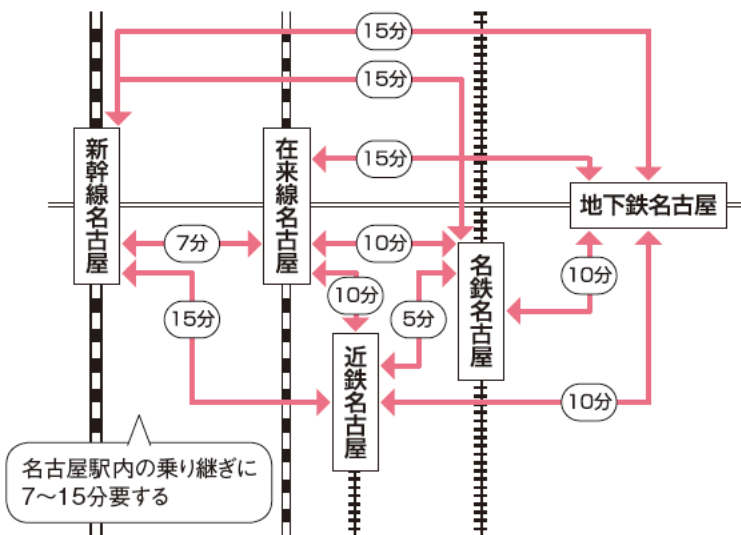 15分
15分
15分
新幹線名古屋
在来線名古屋
地下鉄名古屋
7分
10分
名鉄名古屋
10分
10分
15分
5分
近鉄名古屋
10分
名古屋駅内の乗り継ぎに
7〜15分要する